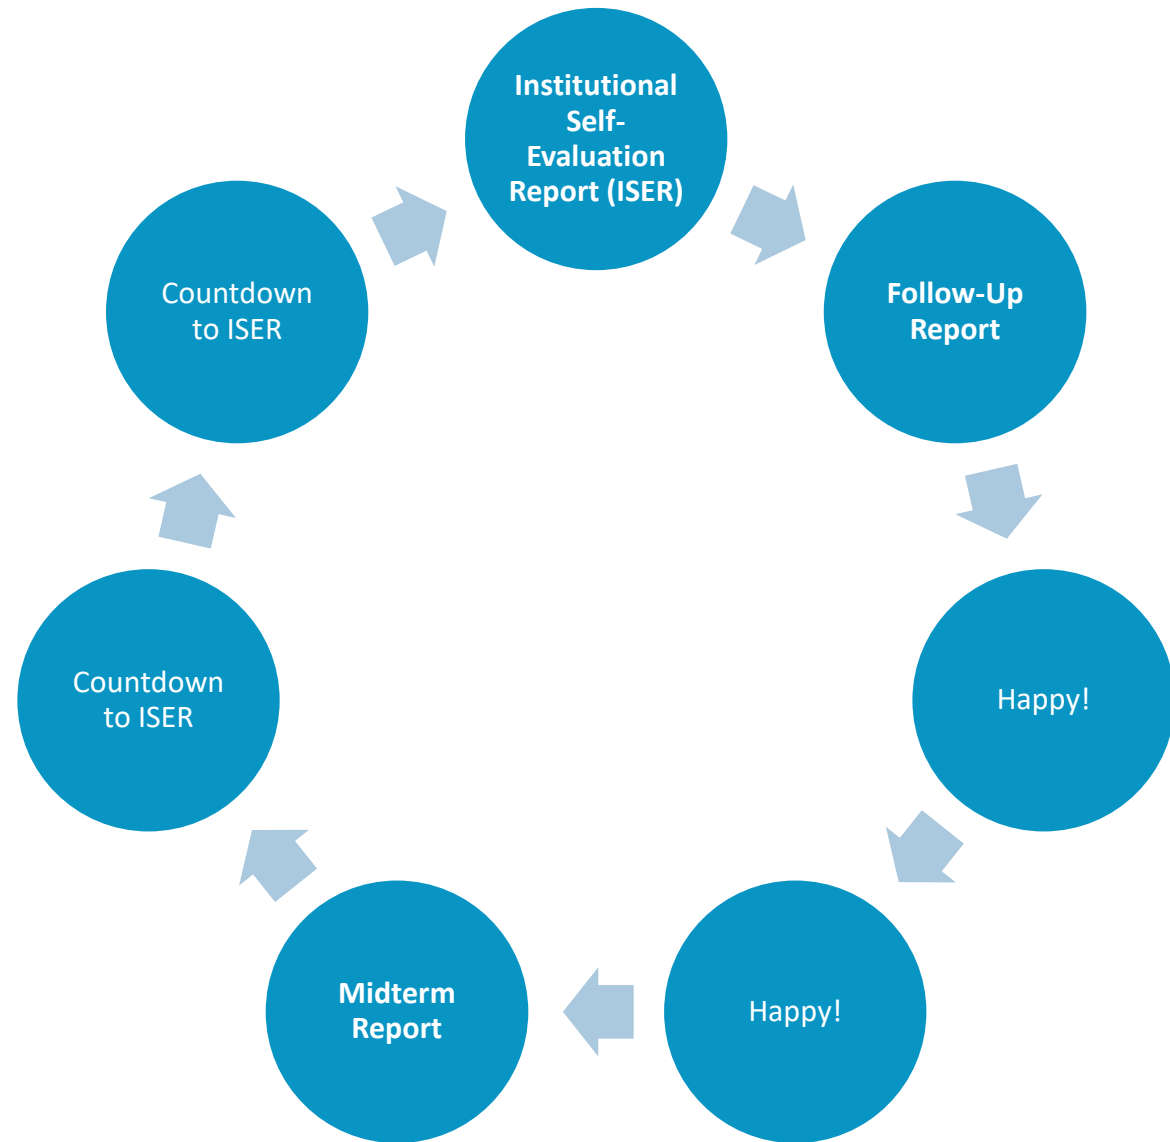 Institutional
Self-
Evaluation
Report (ISER)
Follow-Up
Report
Happy!
Happy!
Midterm
Report
Countdown
to ISER
Countdown
to ISER